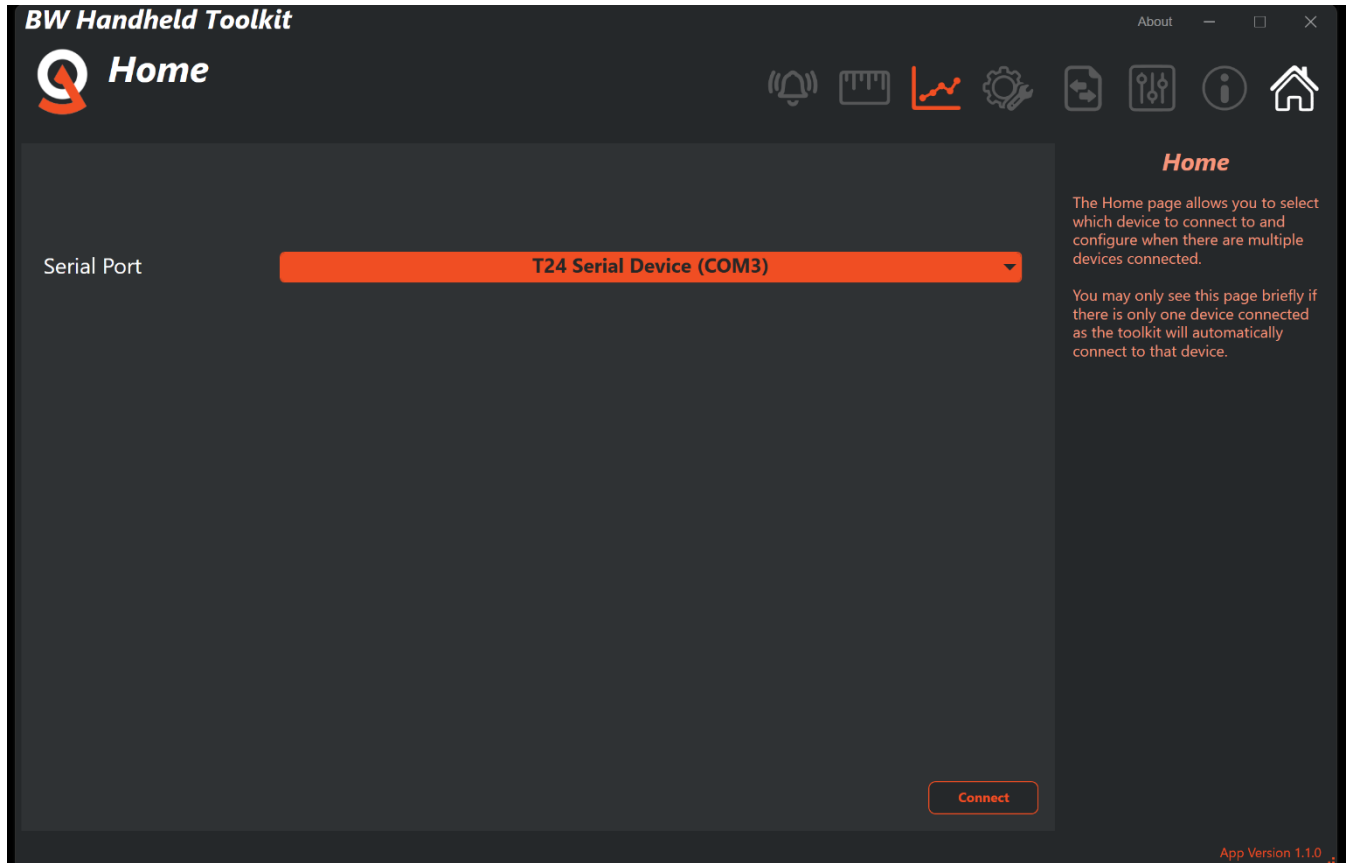 BW Handheld Toolkit
About
Home
Serial Port
T24 Serial Device (COM3)
Connect
Home
The Home page allows you to select
which device to connect to and
configure when there are multiple
devices connected.
You may only see this page briefly if
there is only one device connected
as the toolkit will automatically
connect to that device.
App Version 1.1.0